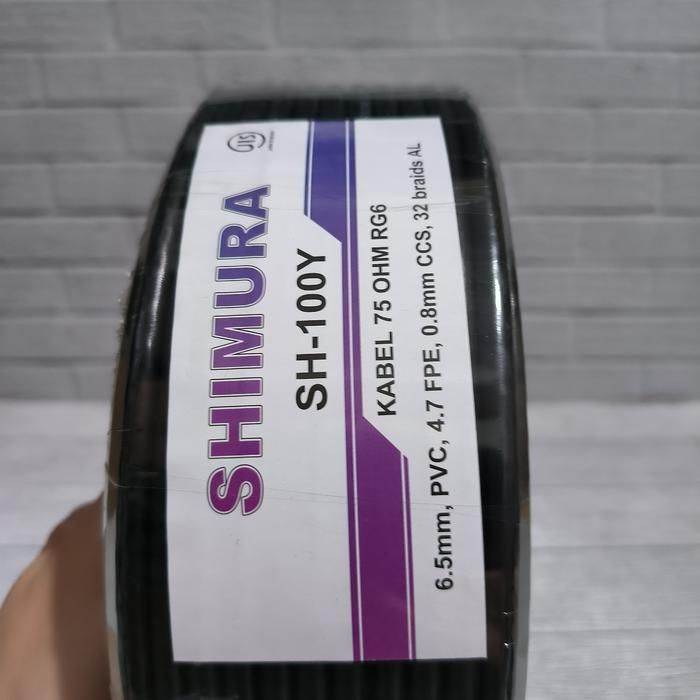 JIS
SHIMURA
SH-100Y
KABEL 75 OHM RG6
6.5mm, PVC, 4.7 FPE, 0.8mm CCS, 32 braids AL